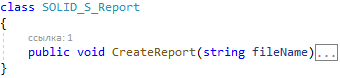 class SOLID_S_Report
{
ссылка: 1
public void CreateReport(string fileName)...
}